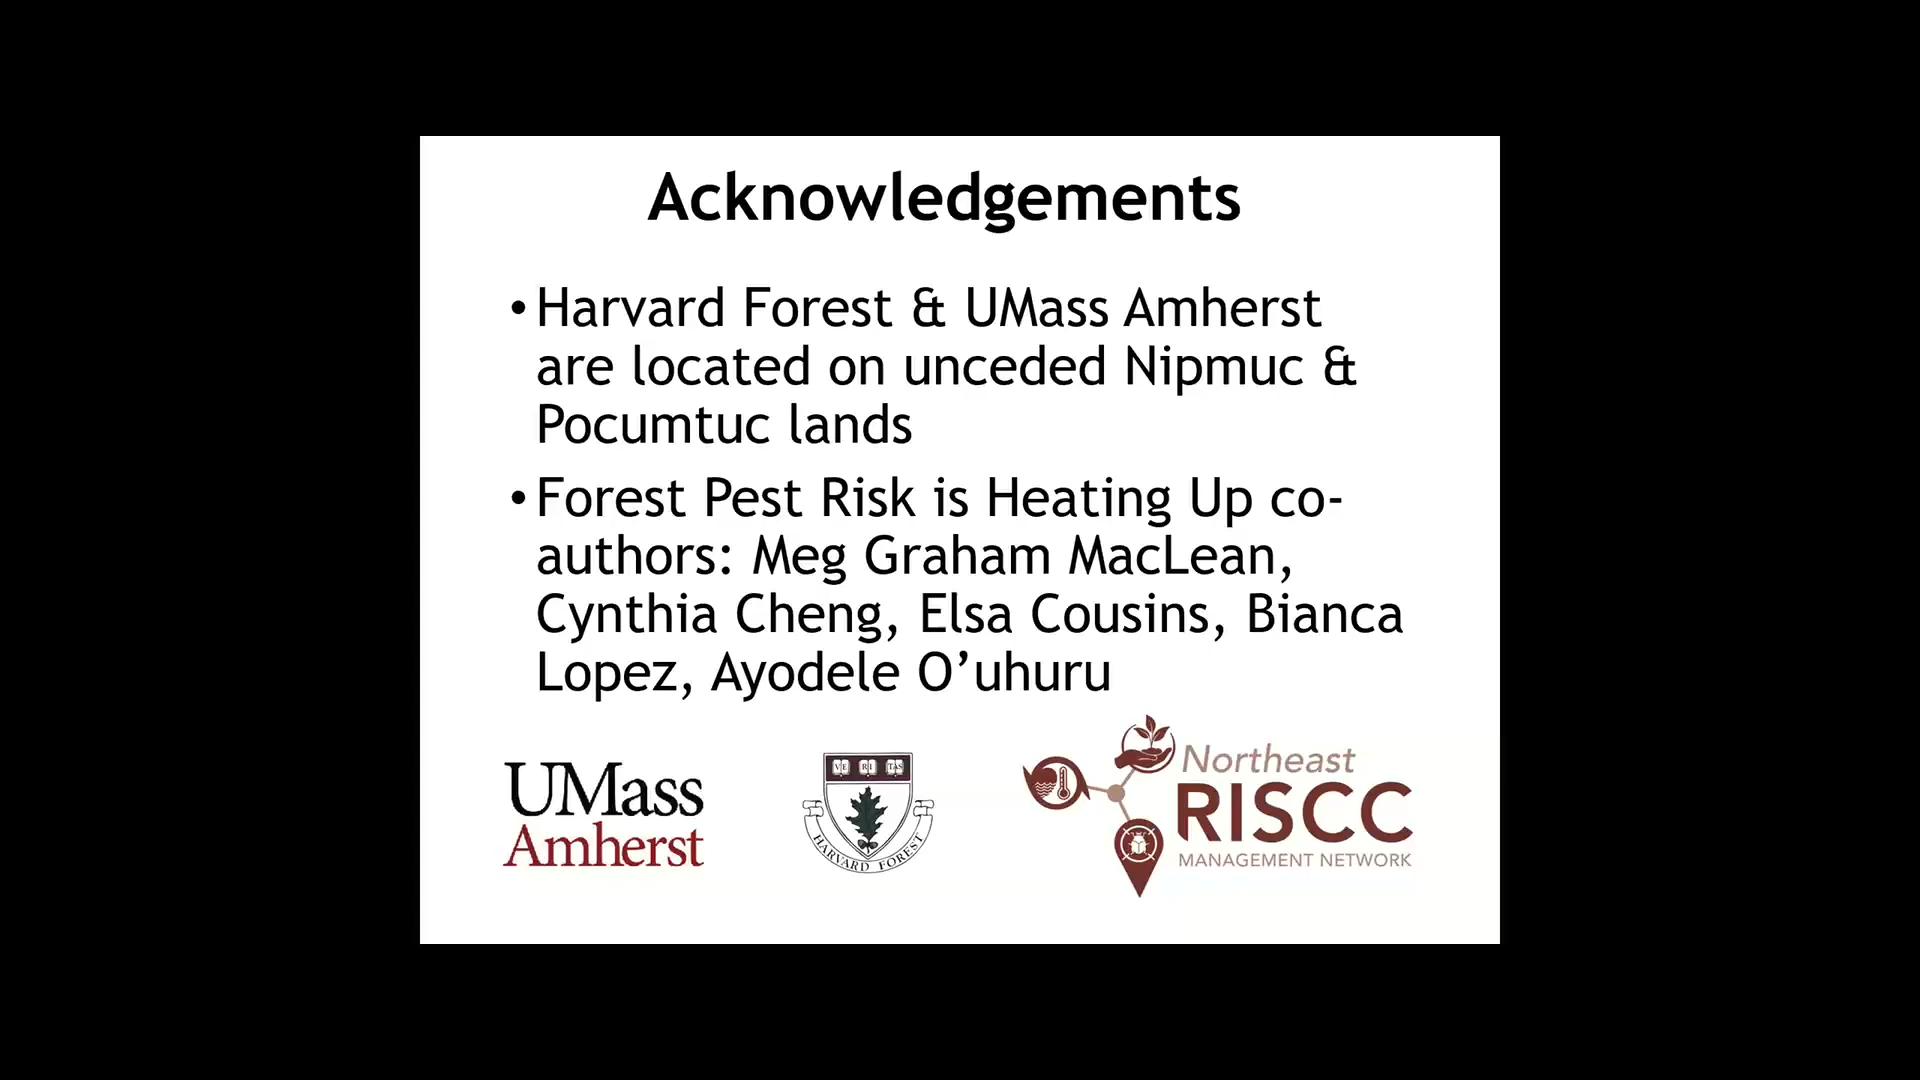 Acknowledgements
•Harvard Forest & UMass Amherst
are located on unceded Nipmuc &
Pocumtuc lands
•Forest Pest Risk is Heating Up co-
authors: Meg Graham MacLean,
Cynthia Cheng, Elsa Cousins, Bianca
Lopez, Ayodele O’uhuru
UMass
Amherst
VE RI TAS
HARVARD FOREST
Northeast
RISCC
MANAGEMENT NETWORK